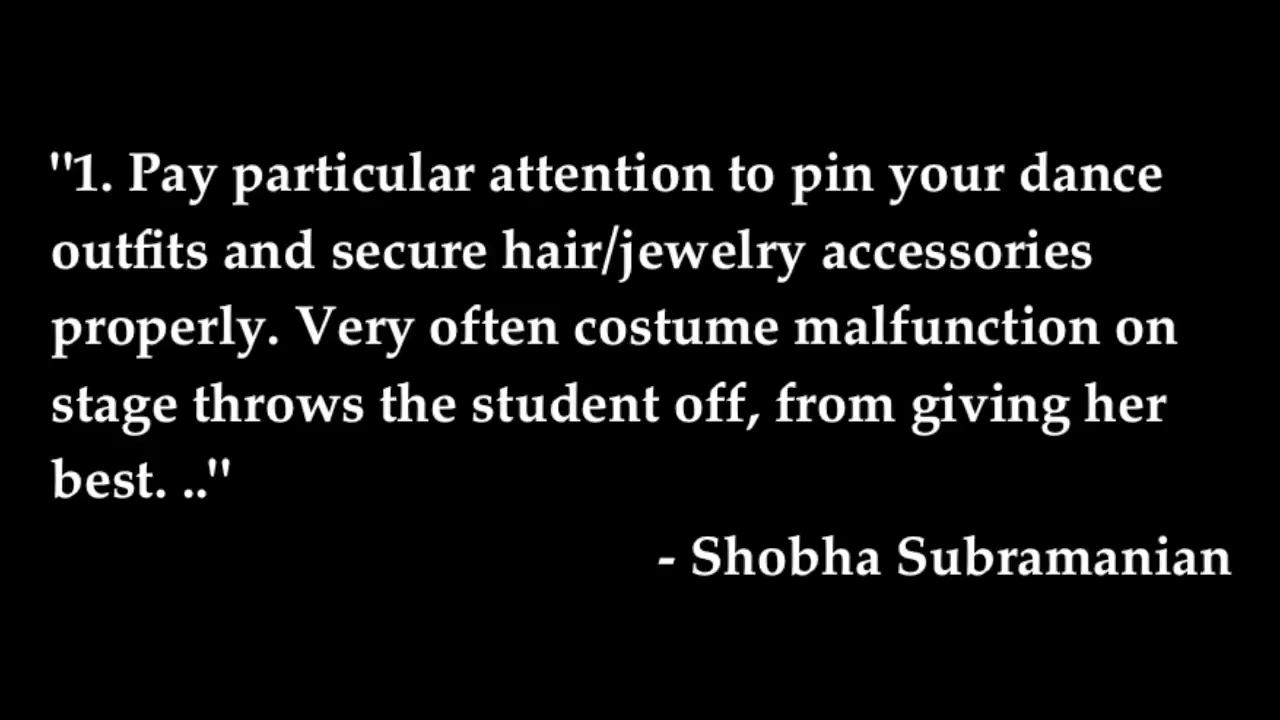 "1. Pay particular attention to pin your dance
outfits and secure hair/jewelry accessories
properly. Very often costume malfunction on
stage throws the student off, from giving her
best. .."
- Shobha Subramanian